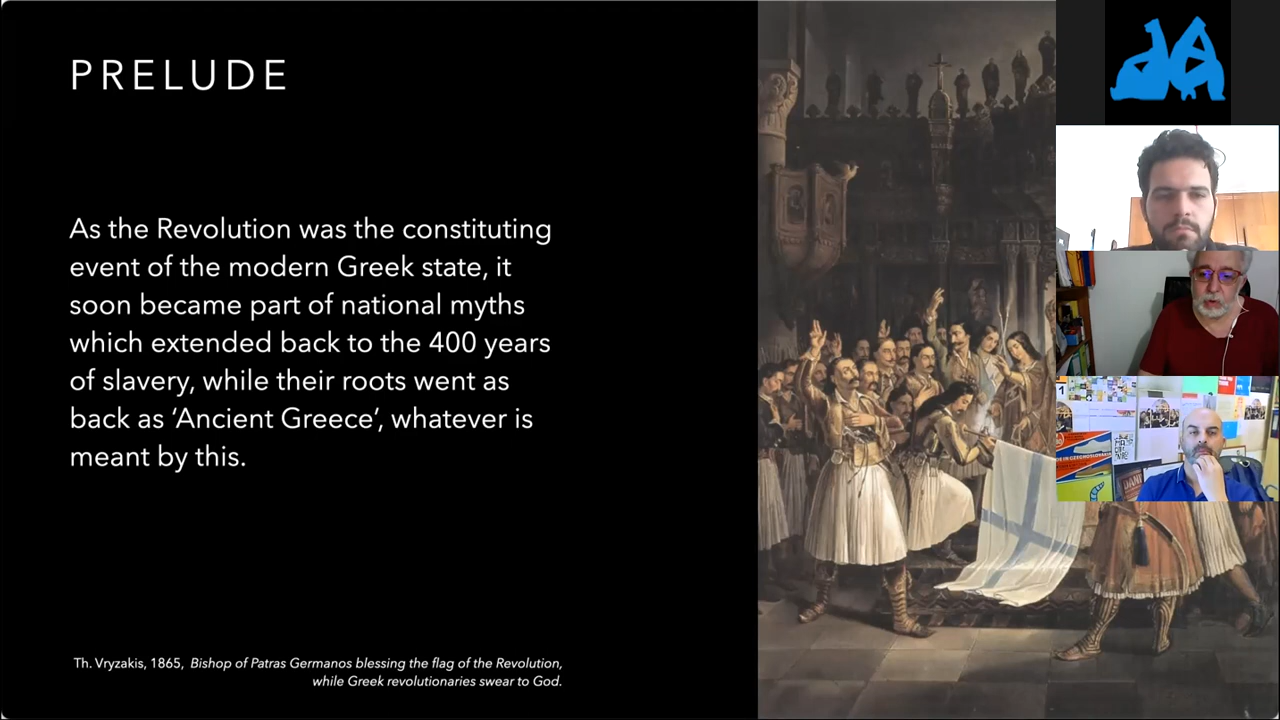 PRELUDE
As the Revolution was the constituting
event of the modern Greek state, it
soon became part of national myths
which extended back to the 400 years
of slavery, while their roots went as
back as ‘Ancient Greece’, whatever is
meant by this.
Th. Vryzakis, 1865, Bishop of Patras Germanos blessing the flag of the Revolution,
while Greek revolutionaries swear to God.